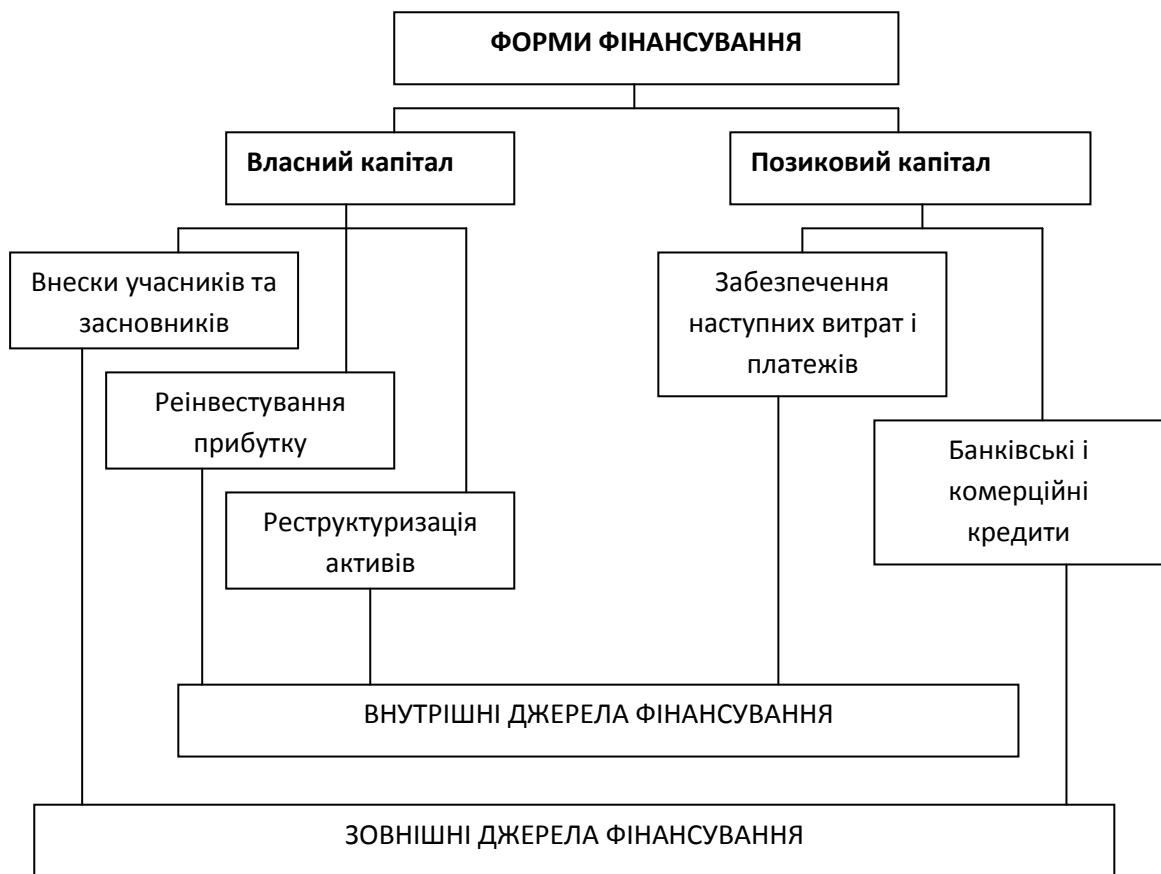 ФОРМИ ФІНАНСУВАННЯ
Власний капітал
Позиковий капітал
Внески учасників та
засновників
Забезпечення
наступних витрат і
платежів
Реінвестування
прибутку
Банківські і
комерційні
кредити
Реструктуризація
активів
ВНУТРІШНІ ДЖЕРЕЛА ФІНАНСУВАННЯ
ЗОВНІШНІ ДЖЕРЕЛА ФІНАНСУВАННЯ